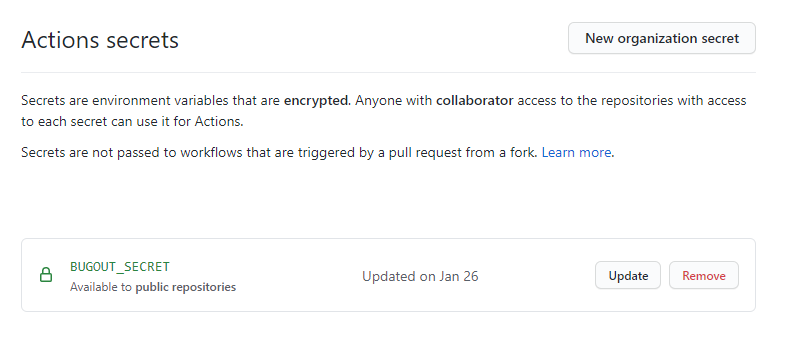 Actions secrets
New organization secret
Secrets are environment variables that are encrypted. Anyone with collaborator access to the repositories with access
to each secret can use it for Actions.
Secrets are not passed to workflows that are triggered by a pull request from a fork. Learn more.
BUGOUT_SECRET
Available to public repositories
Updated on Jan 26
Update
Remove